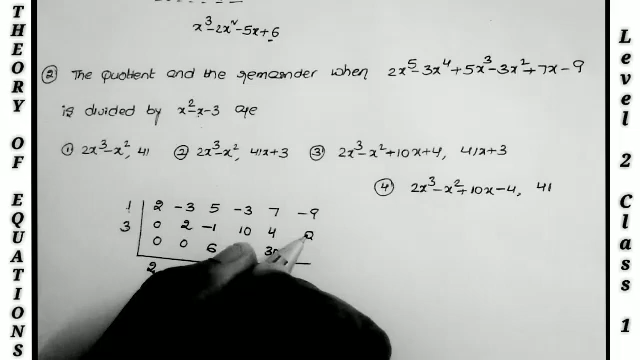 THEORY OF EQUATIONS
x³-2x²-5x+6
② The quotient and the remainder when 2x⁵-3x⁴+5x³-3x²+7x-9
is divided by x²-x-3 are
① 2x³-x², 41 ② 2x³-x², 41x+3 ③ 2x³-x²+10x+4, 41x+3
④ 2x³-x²+10x-4, 41
1 2 -3 5 -3 7 -9
3 0 2 -1 10 4
0 0 6
2
Level 2 Class 1